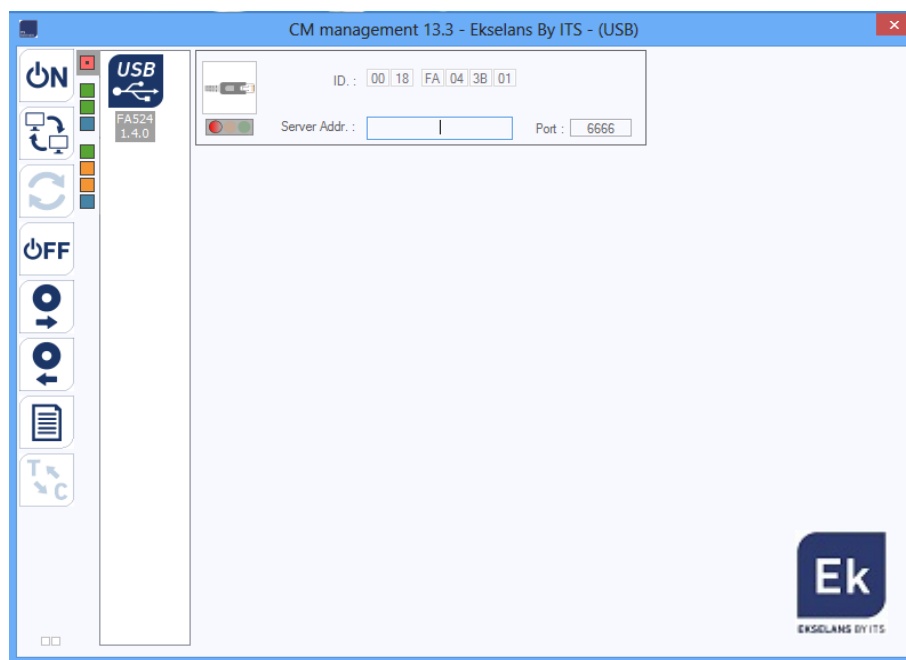 CM management 13.3 - Ekselans By ITS - (USB)
ON
USB
FA524
1.4.0
ID. : 00 18 FA 04 3B 01
Server Addr. : Port : 6666
OFF
T C
Ek
EKSELANS BY ITS